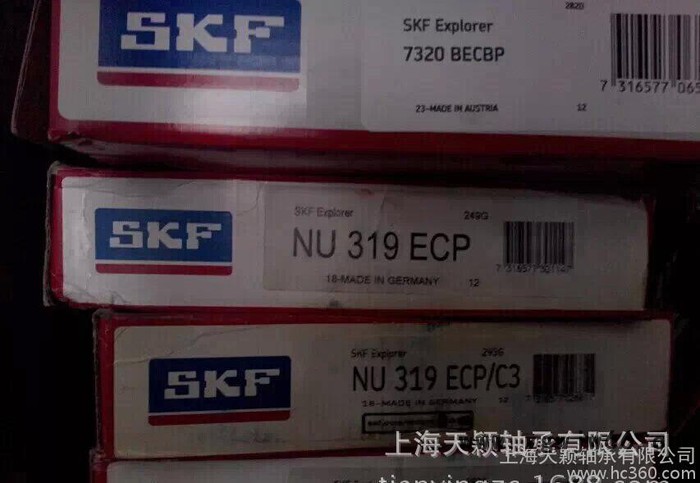 SKF
SKF Explorer
7320 BECBP
23-MADE IN AUSTRIA
12
SKF
SKF Explorer
249G
NU 319 ECP
18-MADE IN GERMANY
12
SKF
SKF Explorer
NU 319 ECP/C3
12
上海天颖轴承有限公司
上海天颖轴承有限公司
www.hc360.com